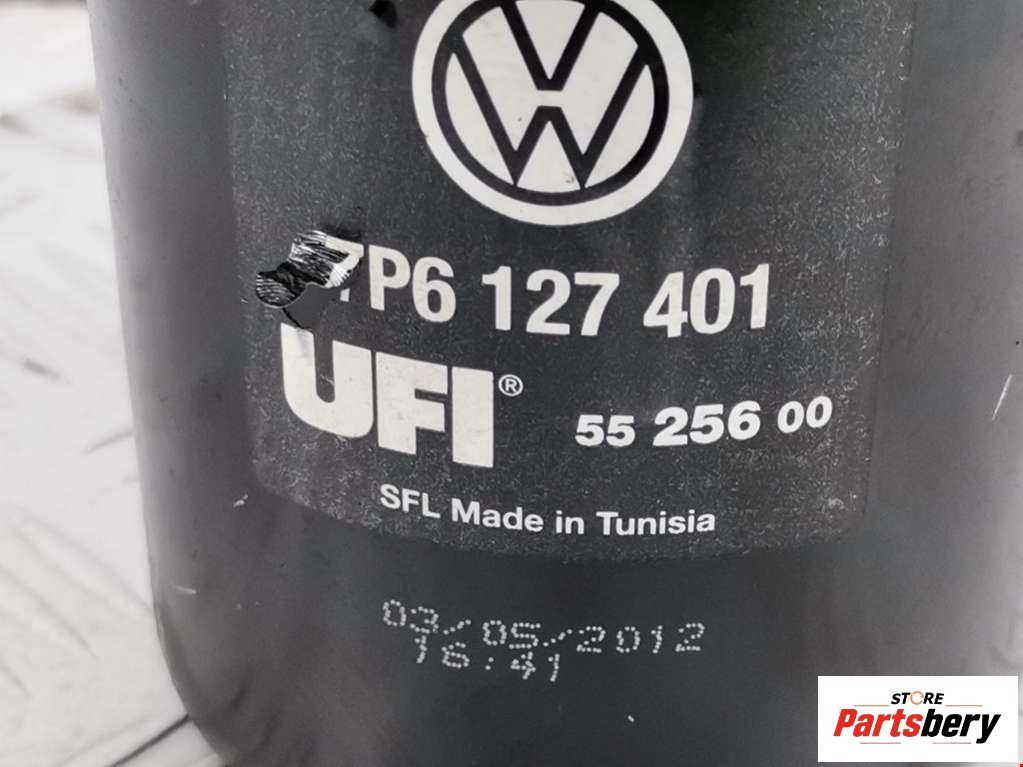 7P6 127 401
UFI® 55 256 00
SFL Made in Tunisia
03/05/2012
16:41
STORE
Partsbery